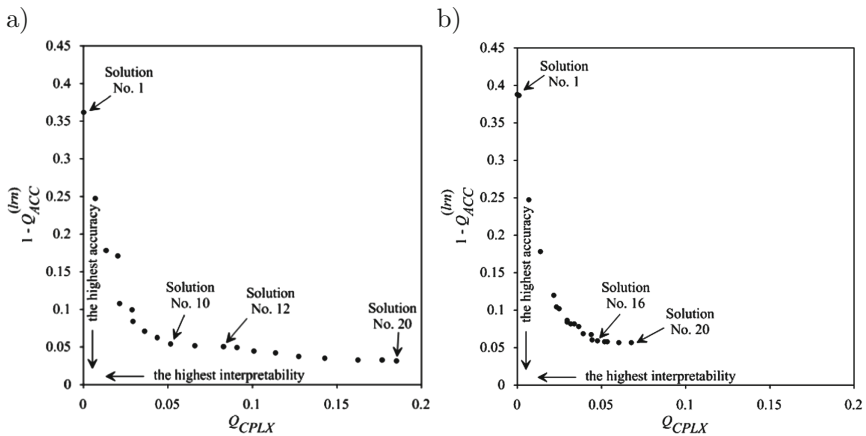 a)
0.45
0.4
0.35
0.3
0.25
0.2
0.15
0.1
0.05
0
0
0.05
0.1
0.15
0.2
1 - Q_ACC^(lrn)
Q_CPLX
Solution
No. 1
Solution
No. 10
Solution
No. 12
Solution
No. 20
the highest accuracy
the highest interpretability
b)
0.45
0.4
0.35
0.3
0.25
0.2
0.15
0.1
0.05
0
0
0.05
0.1
0.15
0.2
1 - Q_ACC^(lrn)
Q_CPLX
Solution
No. 1
Solution
No. 16
Solution
No. 20
the highest accuracy
the highest interpretability